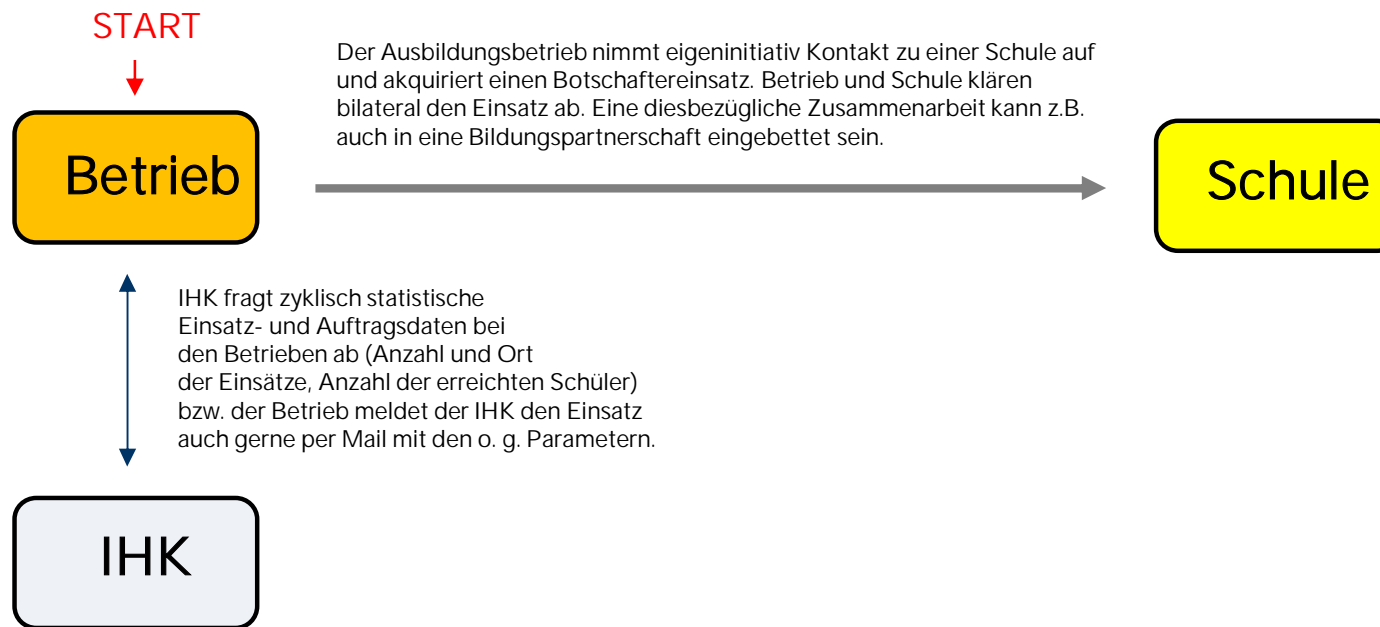 START
Der Ausbildungsbetrieb nimmt eigeninitiativ Kontakt zu einer Schule auf
und akquiriert einen Botschaftereinsatz. Betrieb und Schule klären
bilateral den Einsatz ab. Eine diesbezügliche Zusammenarbeit kann z.B.
auch in eine Bildungspartnerschaft eingebettet sein.
Betrieb
Schule
IHK fragt zyklisch statistische
Einsatz- und Auftragsdaten bei
den Betrieben ab (Anzahl und Ort
der Einsätze, Anzahl der erreichten Schüler)
bzw. der Betrieb meldet der IHK den Einsatz
auch gerne per Mail mit den o. g. Parametern.
IHK